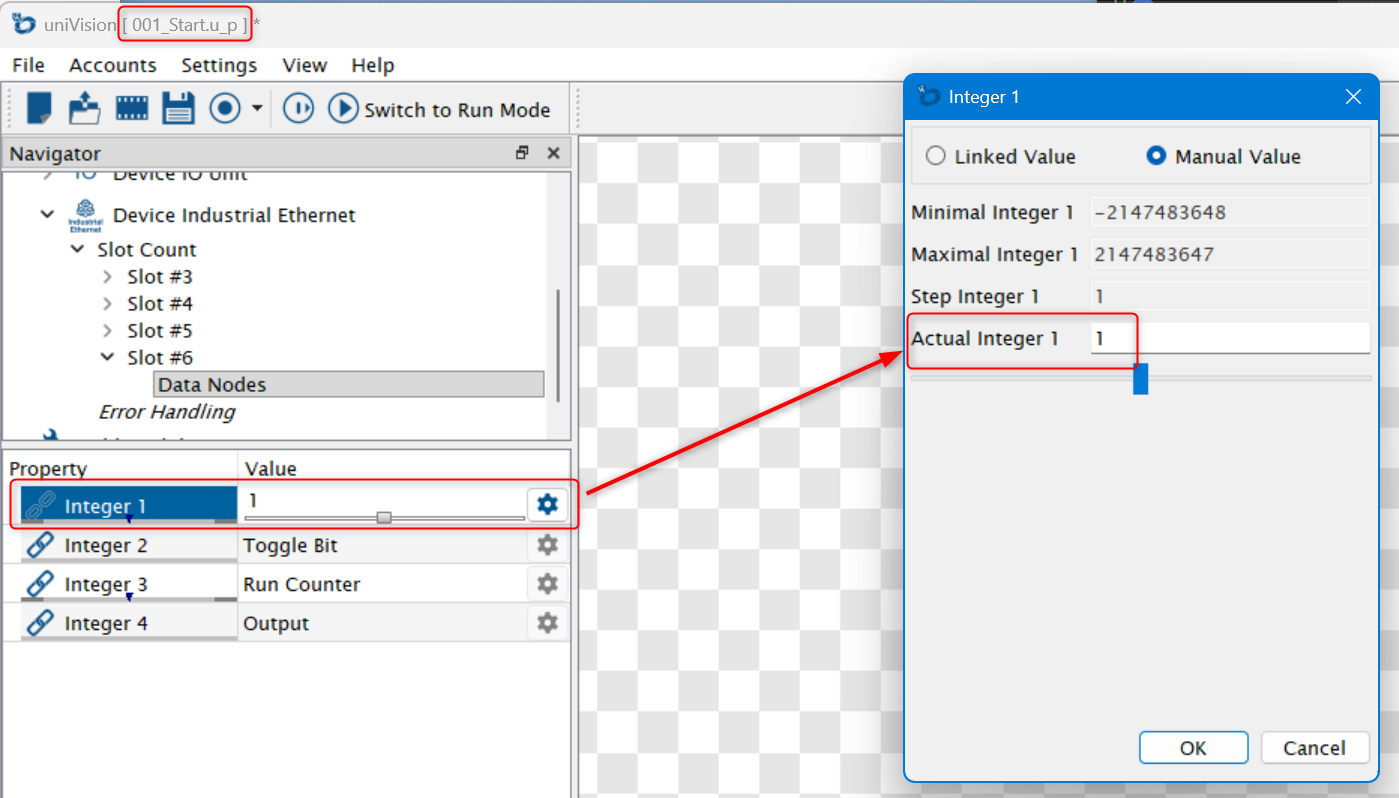 uniVision [ 001_Start.u_p ] *
File Accounts Settings View Help
Switch to Run Mode
Navigator
Device IO Unit
Industrial Ethernet Device Industrial Ethernet
Slot Count
Slot #3
Slot #4
Slot #5
Slot #6
Data Nodes
Error Handling
Property Value
Integer 1 1
Integer 2 Toggle Bit
Integer 3 Run Counter
Integer 4 Output
Integer 1
Linked Value Manual Value
Minimal Integer 1 -2147483648
Maximal Integer 1 2147483647
Step Integer 1 1
Actual Integer 1 1
OK Cancel